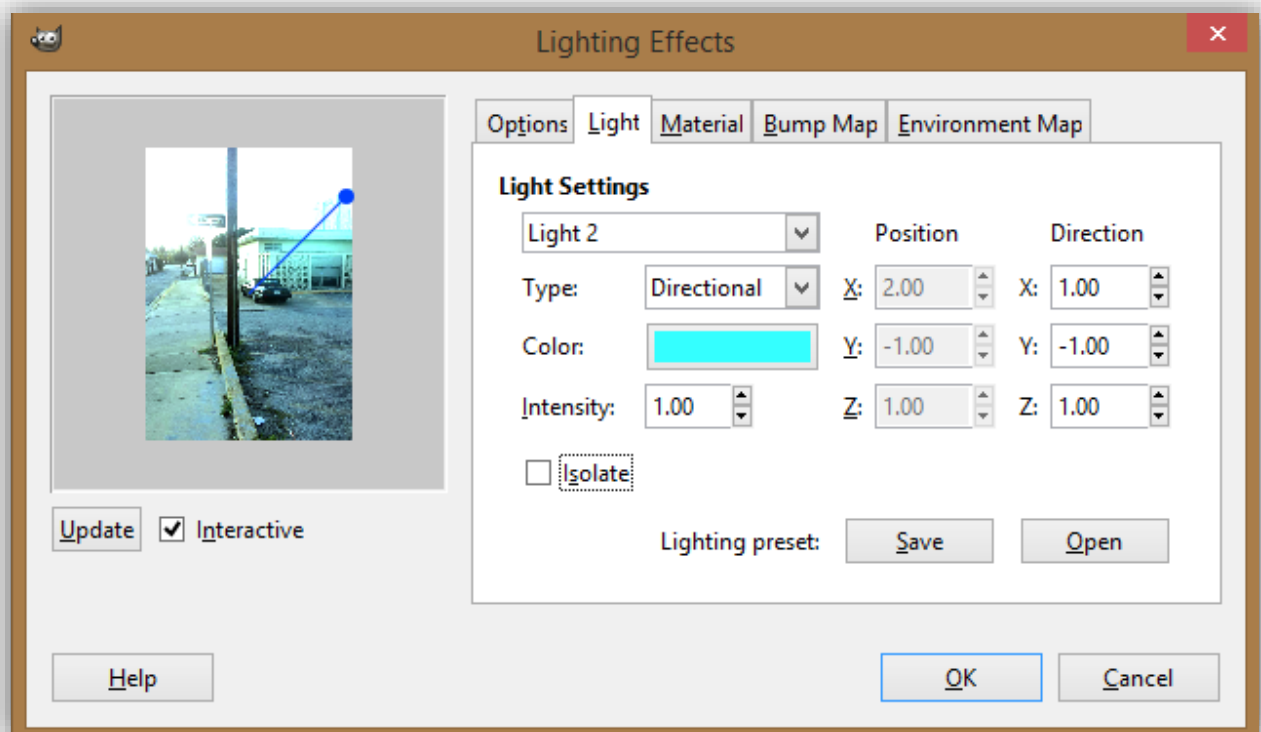 Lighting Effects
Options Light Material Bump Map Environment Map
Light Settings
Light 2 Position Direction
Type: Directional X: 2.00 X: 1.00
Color: Y: -1.00 Y: -1.00
Intensity: 1.00 Z: 1.00 Z: 1.00
Isolate
Update Interactive
Lighting preset: Save Open
Help OK Cancel